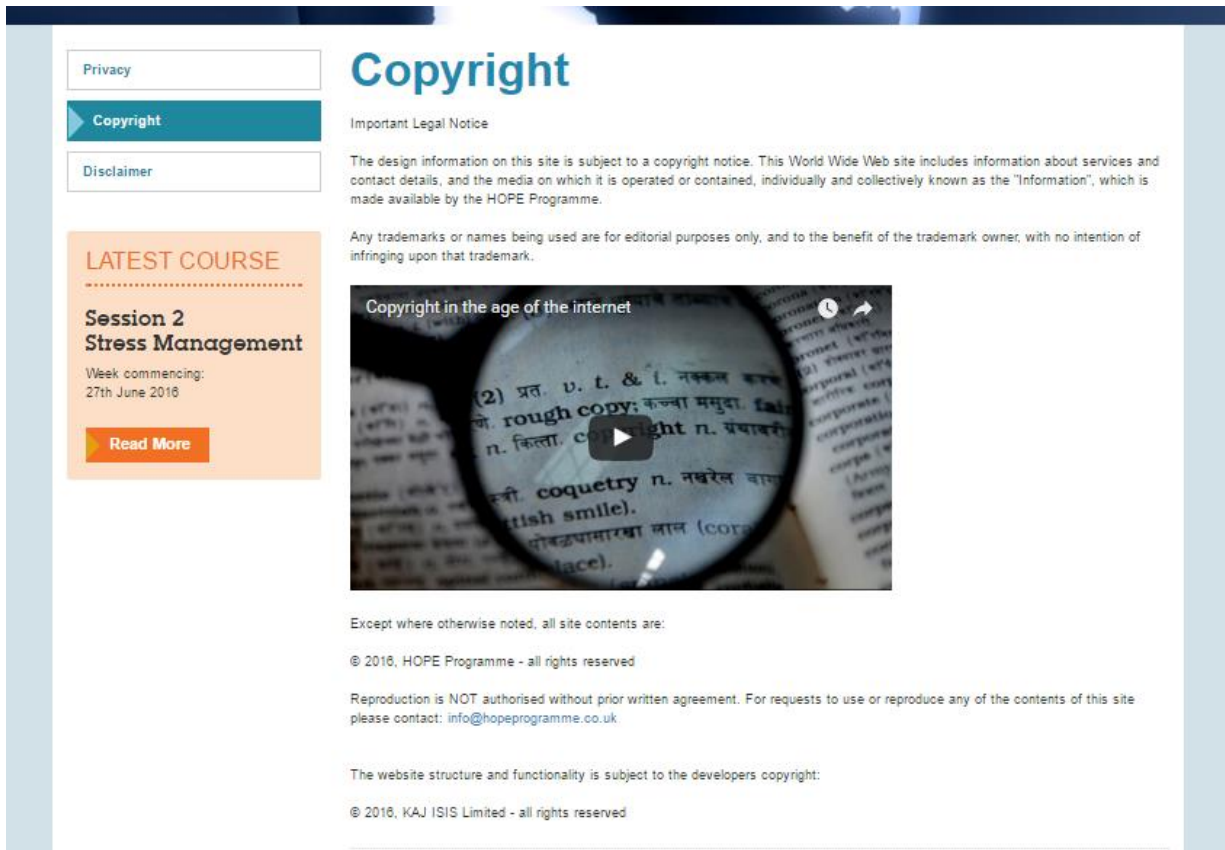 Privacy
Copyright
Disclaimer
LATEST COURSE
Session 2
Stress Management
Week commencing:
27th June 2016
Read More
Copyright
Important Legal Notice
The design information on this site is subject to a copyright notice. This World Wide Web site includes information about services and
contact details, and the media on which it is operated or contained, individually and collectively known as the "Information", which is
made available by the HOPE Programme.
Any trademarks or names being used are for editorial purposes only, and to the benefit of the trademark owner, with no intention of
infringing upon that trademark.
Copyright in the age of the internet
(2) प्रत. v. t. & i. नक्कल
rough copy; कच्चा मसुदा. fair
n. कित्ता. copyright n.
स्त्री. coquetry n. नखरेल
smile).
पोवळ्यासारखा लाल
Except where otherwise noted, all site contents are:
© 2016, HOPE Programme - all rights reserved
Reproduction is NOT authorised without prior written agreement. For requests to use or reproduce any of the contents of this site
please contact: info@hopeprogramme.co.uk
The website structure and functionality is subject to the developers copyright:
© 2016, KAJ ISIS Limited - all rights reserved